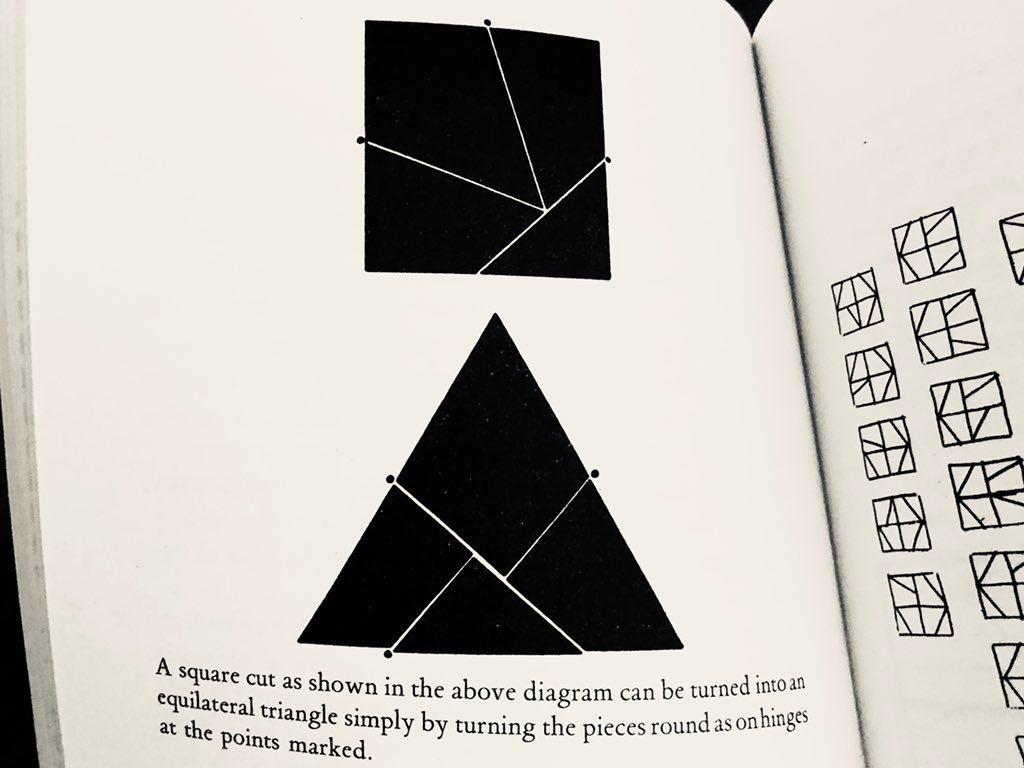 A square cut as shown in the above diagram can be turned into an
equilateral triangle simply by turning the pieces round as on hinges
at the points marked.